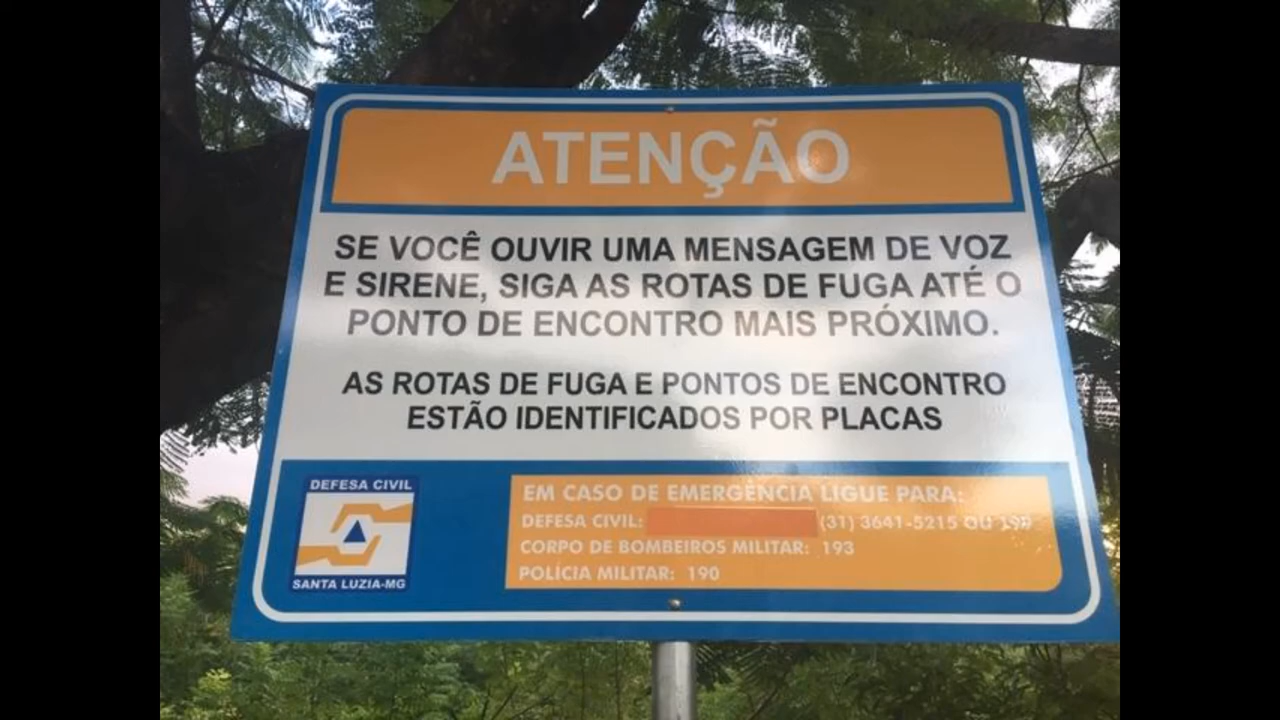 ATENÇÃO
SE VOCÊ OUVIR UMA MENSAGEM DE VOZ
E SIRENE, SIGA AS ROTAS DE FUGA ATÉ O
PONTO DE ENCONTRO MAIS PRÓXIMO.
AS ROTAS DE FUGA E PONTOS DE ENCONTRO
ESTÃO IDENTIFICADOS POR PLACAS
DEFESA CIVIL
SANTA LUZIA-MG
EM CASO DE EMERGÊNCIA LIGUE PARA:
DEFESA CIVIL: (31) 3641-5215 OU 199
CORPO DE BOMBEIROS MILITAR: 193
POLÍCIA MILITAR: 190